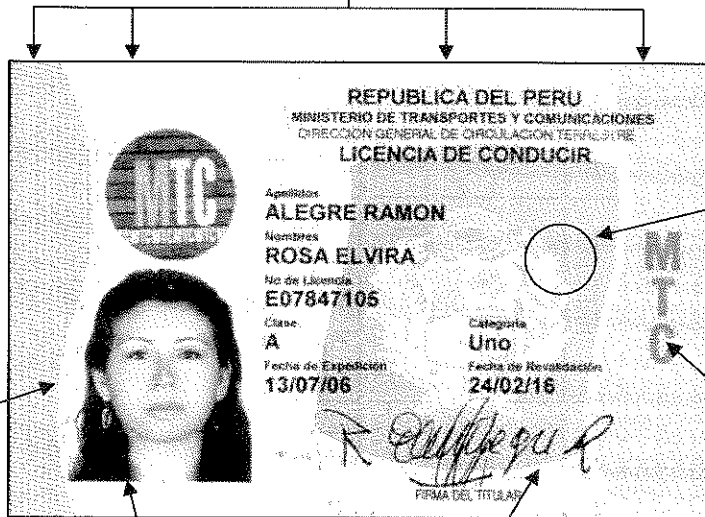 REPUBLICA DEL PERU
MINISTERIO DE TRANSPORTES Y COMUNICACIONES
DIRECCION GENERAL DE CIRCULACION TERRESTRE
LICENCIA DE CONDUCIR
MTC
Apellidos
ALEGRE RAMON
Nombres
ROSA ELVIRA
No de Licencia
E07847105
Clase
A
Categoria
Uno
Fecha de Expedición
13/07/06
Fecha de Revalidación
24/02/16
MTC
FIRMA DEL TITULAR